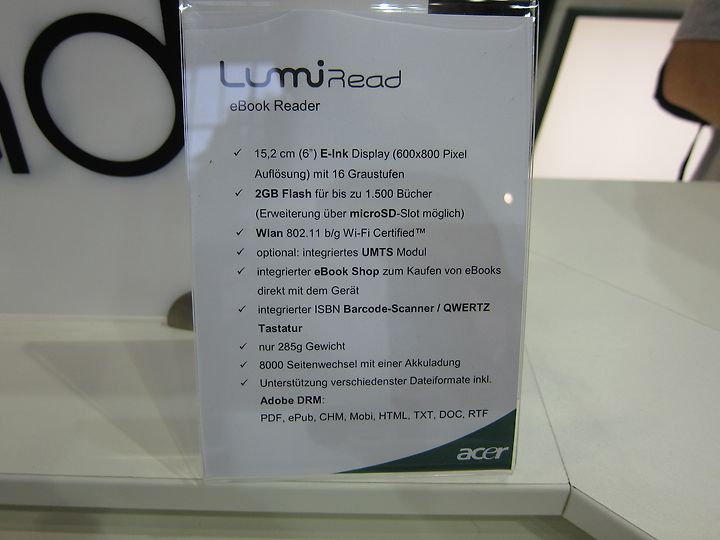 LumiRead
eBook Reader
✓ 15,2 cm (6") E-Ink Display (600x800 Pixel
Auflösung) mit 16 Graustufen
✓ 2GB Flash für bis zu 1.500 Bücher
(Erweiterung über microSD-Slot möglich)
✓ Wlan 802.11 b/g Wi-Fi Certified™
✓ optional: integriertes UMTS Modul
✓ integrierter eBook Shop zum Kaufen von eBooks
direkt mit dem Gerät
✓ integrierter ISBN Barcode-Scanner / QWERTZ
Tastatur
✓ nur 285g Gewicht
✓ 8000 Seitenwechsel mit einer Akkuladung
✓ Unterstützung verschiedenster Dateiformate inkl.
Adobe DRM:
PDF, ePub, CHM, Mobi, HTML, TXT, DOC, RTF
acer